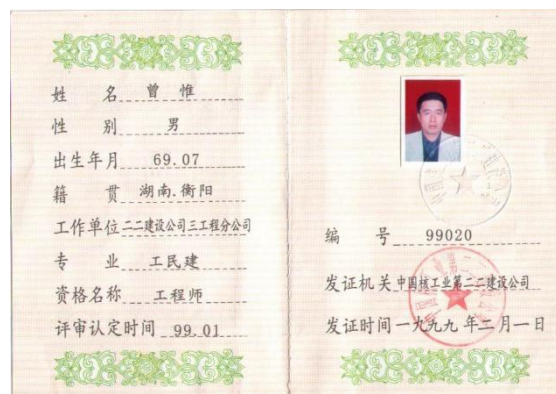 姓 名 曾 惟
性 别 男
出生年月 69.07
籍 贯 湖南.衡阳
工作单位 二二建设公司三工程分公司
专 业 工民建
资格名称 工程师
评审认定时间 99.01
编 号 99020
发证机关 中国核工业第二二建设公司
发证时间 一九九九 年 二 月 一 日